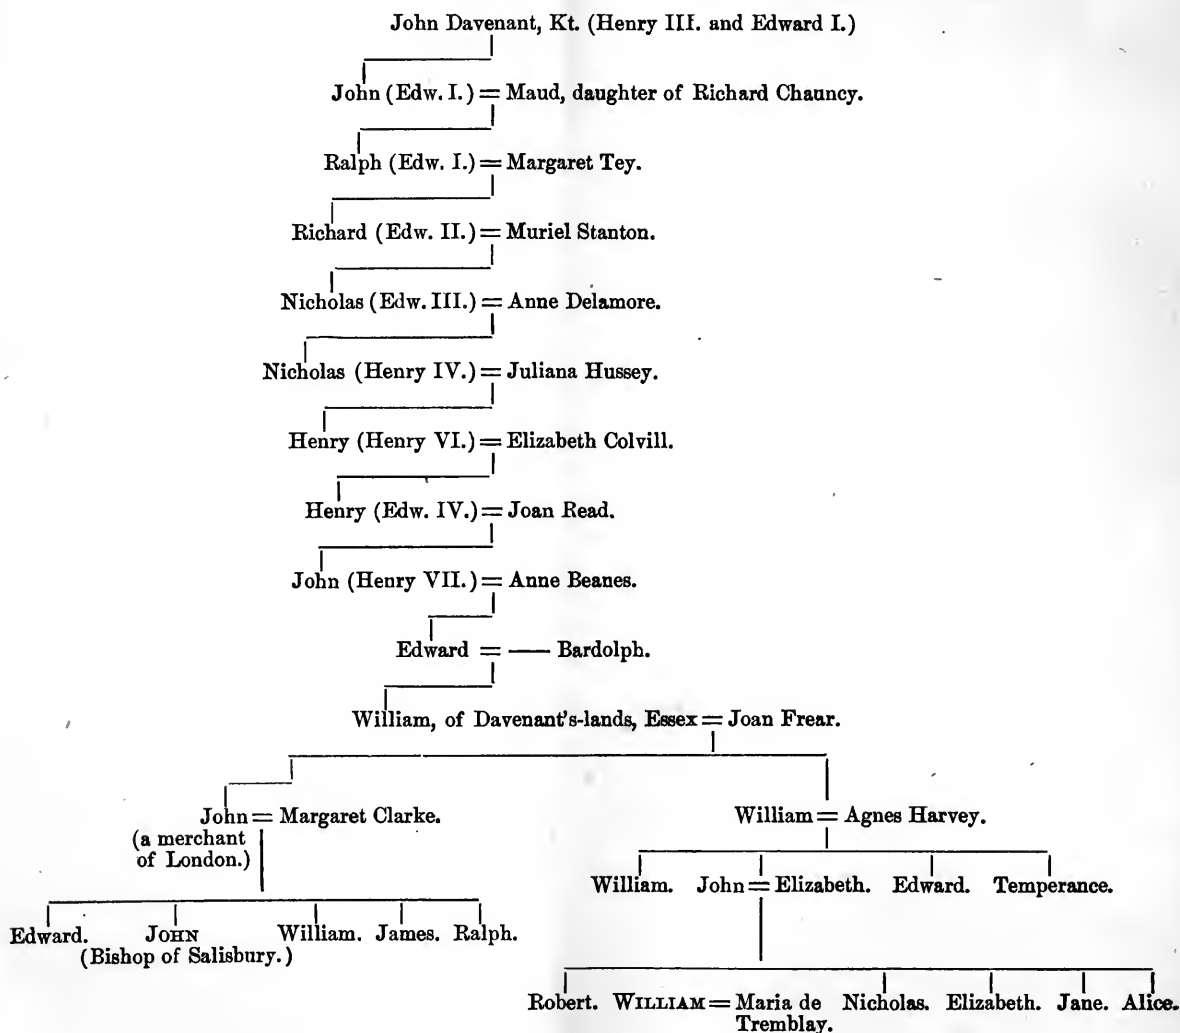 John Davenant, Kt. (Henry III. and Edward I.)
John (Edw. I.) = Maud, daughter of Richard Chauncy.
Ralph (Edw. I.) = Margaret Tey.
Richard (Edw. II.) = Muriel Stanton.
Nicholas (Edw. III.) = Anne Delamore.
Nicholas (Henry IV.) = Juliana Hussey.
Henry (Henry VI.) = Elizabeth Colvill.
Henry (Edw. IV.) = Joan Read.
John (Henry VII.) = Anne Beanes.
Edward = — Bardolph.
William, of Davenant's-lands, Essex = Joan Frear.
John = Margaret Clarke.
(a merchant
of London.)
William = Agnes Harvey.
William. John = Elizabeth. Edward. Temperance.
Edward. JOHN William. James. Ralph.
(Bishop of Salisbury.)
Robert. WILLIAM = Maria de Nicholas. Elizabeth. Jane. Alice.
Tremblay.